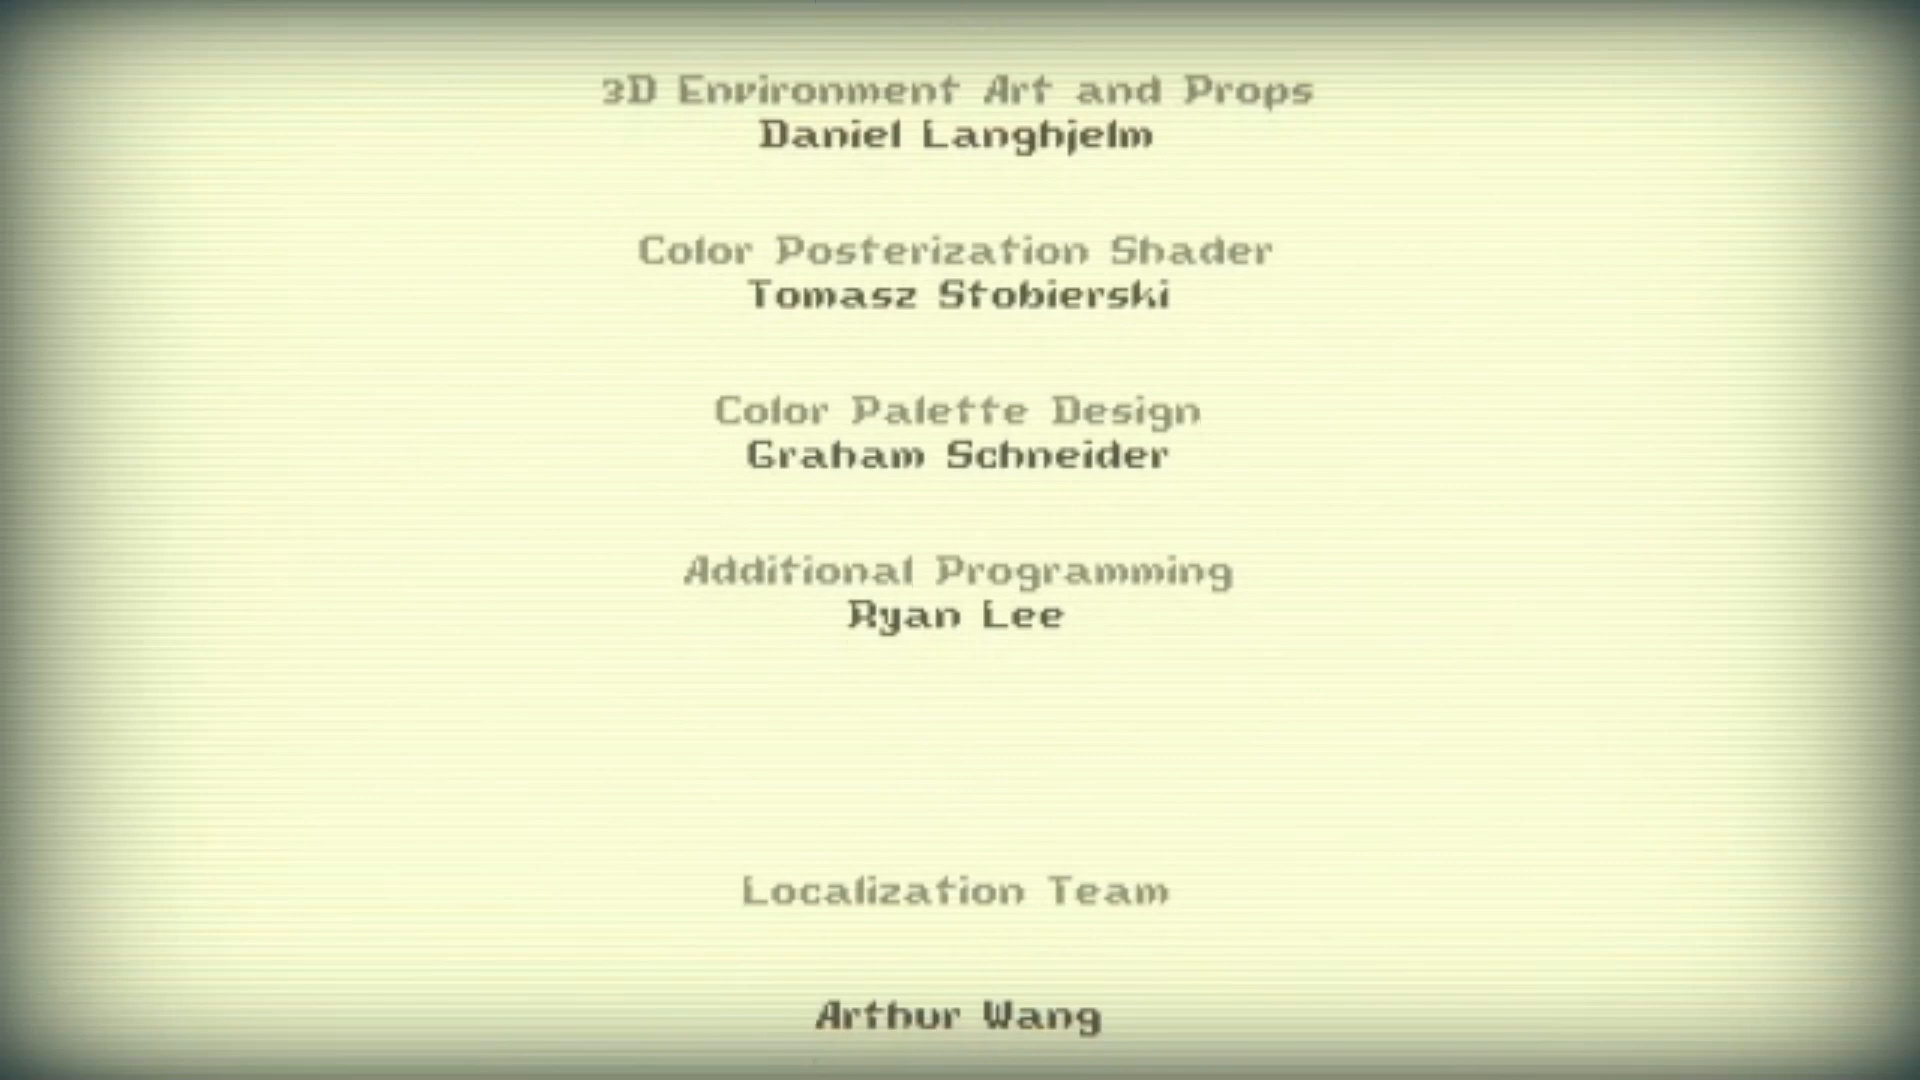 3D Environment Art and Props
Daniel Langhjelm
Color Posterization Shader
Tomasz Stobierski
Color Palette Design
Graham Schneider
Additional Programming
Ryan Lee
Localization Team
Arthur Wang